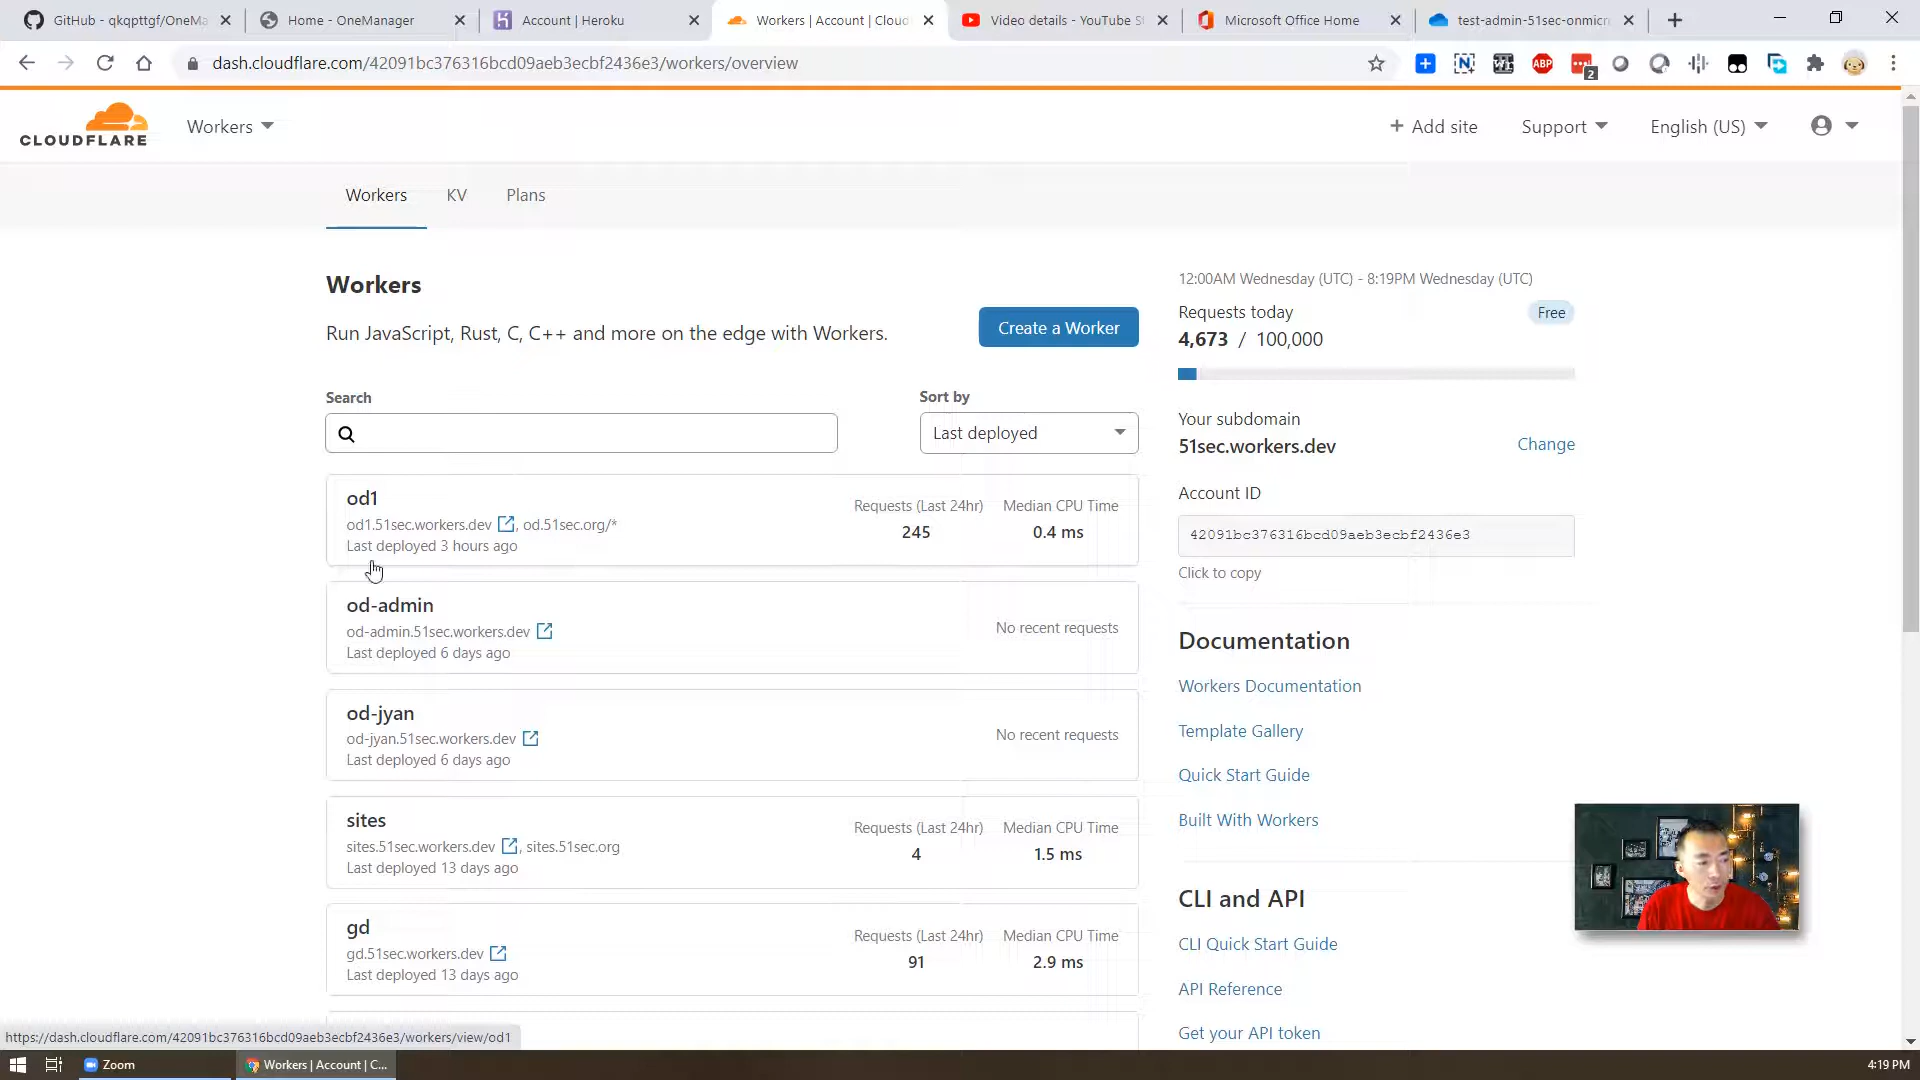 GitHub - qkqpttgf/OneMa
Home - OneManager
Account | Heroku
Workers | Account | Cloud
Video details - YouTube S
Microsoft Office Home
test-admin-51sec-onmicr
dash.cloudflare.com/42091bc376316bcd09aeb3ecbf2436e3/workers/overview
ABP
2
CLOUDFLARE
Workers
+ Add site
Support
English (US)
Workers
KV
Plans
Workers
Run JavaScript, Rust, C, C++ and more on the edge with Workers.
Create a Worker
Search
Sort by
Last deployed
od1
od1.51sec.workers.dev , od.51sec.org/*
Last deployed 3 hours ago
Requests (Last 24hr)
245
Median CPU Time
0.4 ms
od-admin
od-admin.51sec.workers.dev
Last deployed 6 days ago
No recent requests
od-jyan
od-jyan.51sec.workers.dev
Last deployed 6 days ago
No recent requests
sites
sites.51sec.workers.dev , sites.51sec.org
Last deployed 13 days ago
Requests (Last 24hr)
4
Median CPU Time
1.5 ms
gd
gd.51sec.workers.dev
Last deployed 13 days ago
Requests (Last 24hr)
91
Median CPU Time
2.9 ms
12:00AM Wednesday (UTC) - 8:19PM Wednesday (UTC)
Requests today
Free
4,673 / 100,000
Your subdomain
51sec.workers.dev
Change
Account ID
42091bc376316bcd09aeb3ecbf2436e3
Click to copy
Documentation
Workers Documentation
Template Gallery
Quick Start Guide
Built With Workers
CLI and API
CLI Quick Start Guide
API Reference
Get your API token
https://dash.cloudflare.com/42091bc376316bcd09aeb3ecbf2436e3/workers/view/od1
Zoom
Workers | Account | C...
4:19 PM